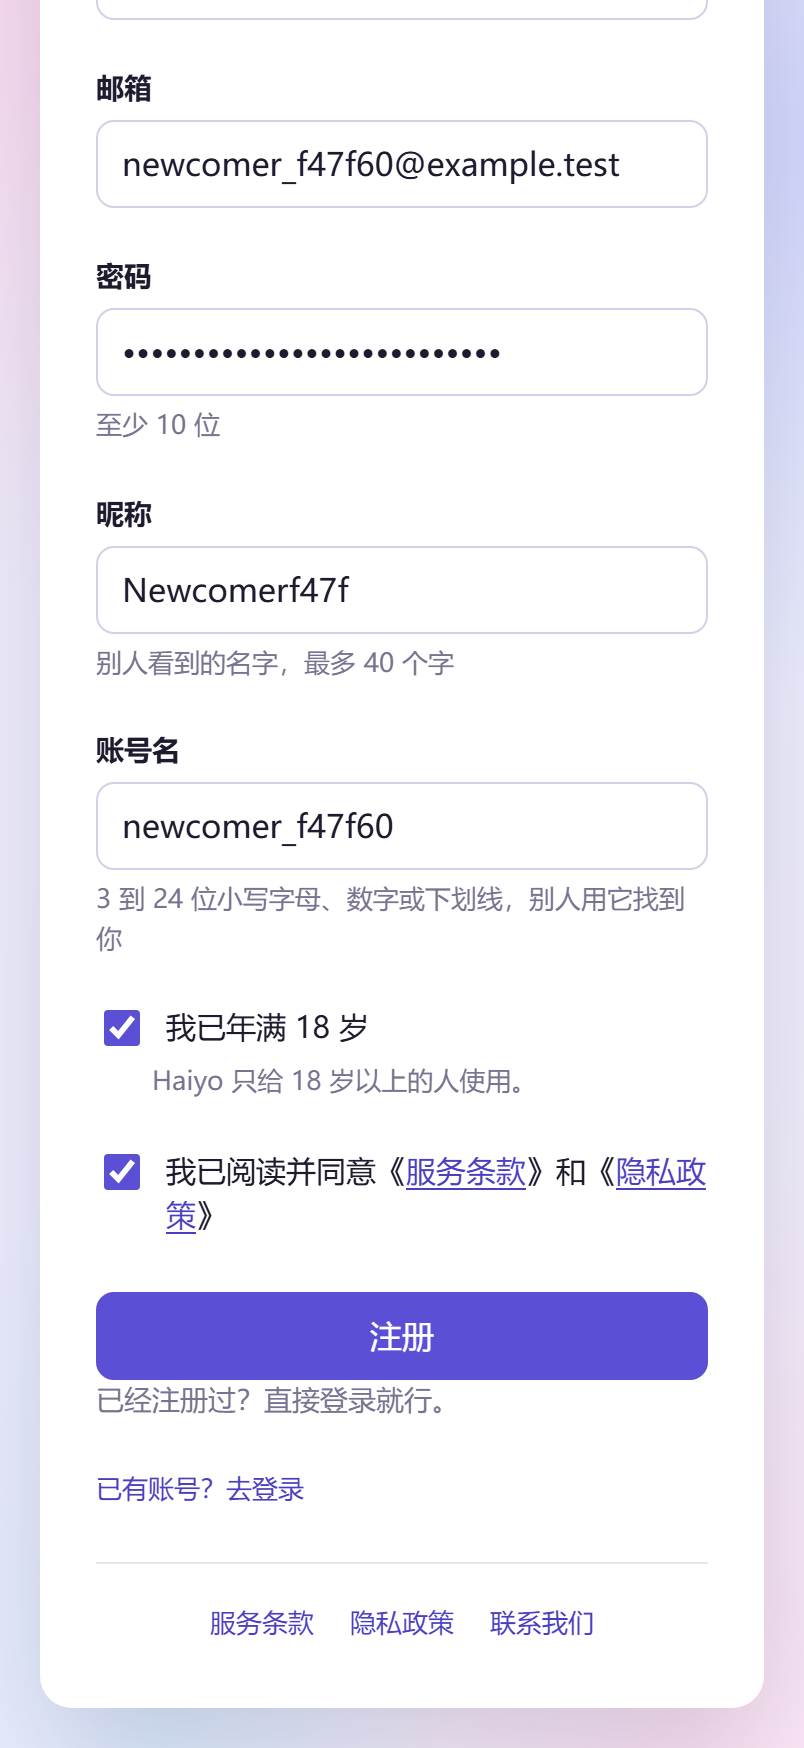 邮箱
newcomer_f47f60@example.test
密码
•••••••••••••••••••••••••••
至少 10 位
昵称
Newcomerf47f
别人看到的名字，最多 40 个字
账号名
newcomer_f47f60
3 到 24 位小写字母、数字或下划线，别人用它找到
你
我已年满 18 岁
Haiyo 只给 18 岁以上的人使用。
我已阅读并同意《服务条款》和《隐私政
策》
注册
已经注册过？直接登录就行。
已有账号？去登录
服务条款 隐私政策 联系我们